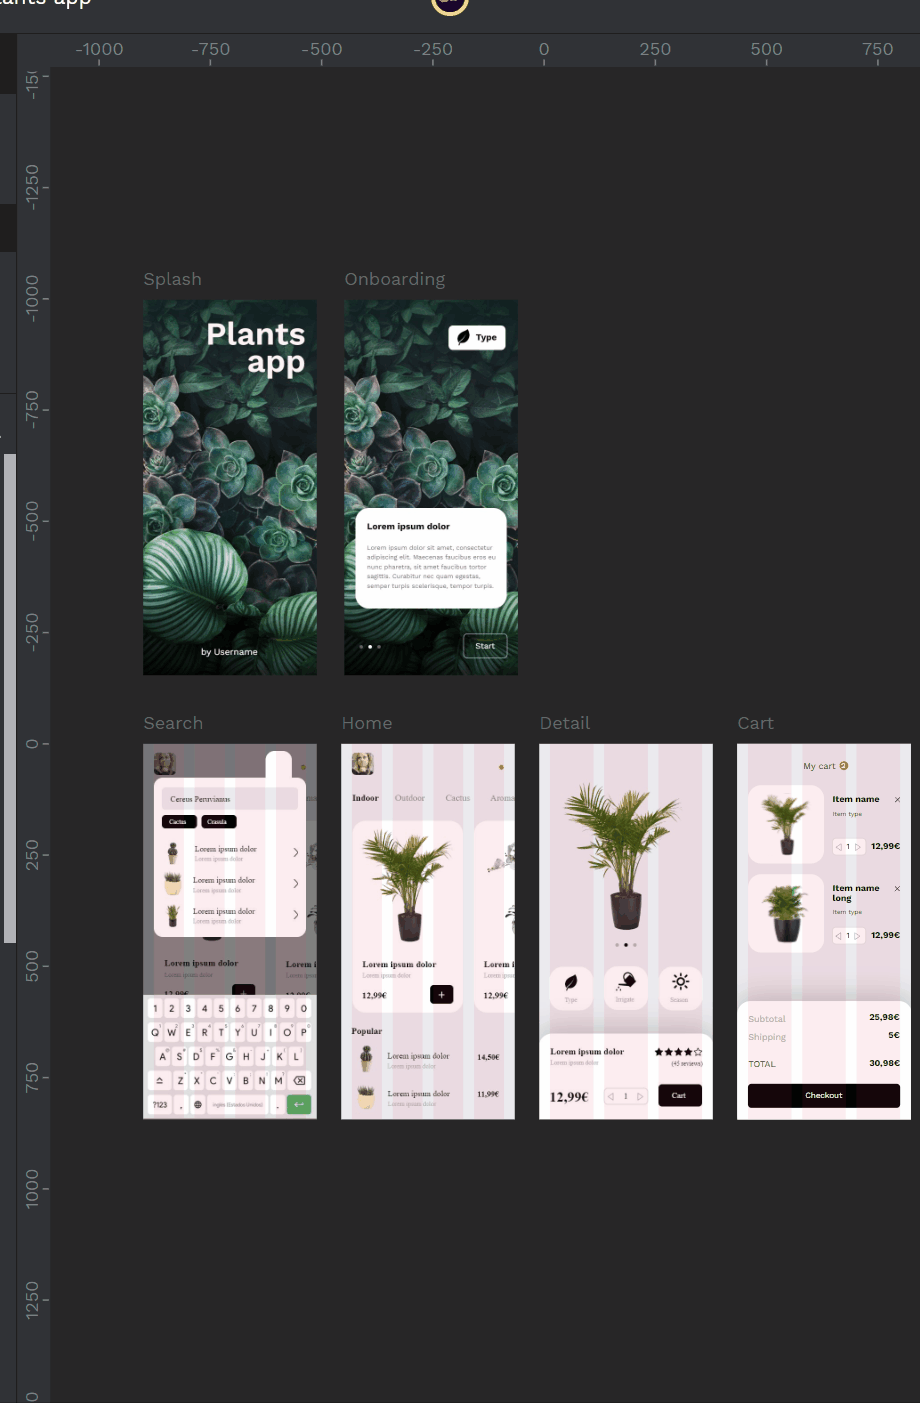 Plants app
-1000 -750 -500 -250 0 250 500 750
-1250
-1000
-750
-500
-250
0
250
500
750
1000
1250
Splash
Plants
app
by Username
Onboarding
Type
Lorem ipsum dolor
Lorem ipsum dolor sit amet, consectetur
adipiscing elit. Maecenas faucibus eros eu
nunc pharetra, sit amet faucibus tortor
sagittis. Curabitur nec quam egestas,
semper turpis scelerisque, tempor turpis.
Start
Search
Cereus Peruvianus
Cactus Crasula
Lorem ipsum dolor
Lorem ipsum dolor
Lorem ipsum dolor
Lorem ipsum dolor
Lorem ipsum dolor
Lorem ipsum dolor
Lorem ipsum dolor Lorem i
Lorem ipsum dolor Lorem ipsum
12,99€
1 2 3 4 5 6 7 8 9 0
Q W E R T Y U I O P
A S D F G H J K L
Z X C V B N M
?123 , Inglés (Estados Unidos) .
Home
Indoor Outdoor Cactus Aroma
Lorem ipsum dolor Lorem i
Lorem ipsum dolor Lorem ipsum
12,99€ + 12,99€
Popular
Lorem ipsum dolor 14,50€
Lorem ipsum dolor
Lorem ipsum dolor 11,99€
Lorem ipsum dolor
Detail
Type Irrigate Season
Lorem ipsum dolor
Lorem ipsum dolor (45 reviews)
12,99€ 1 Cart
Cart
My cart 2
Item name
Item type
1 12,99€
Item name
long
Item type
1 12,99€
Subtotal 25,98€
Shipping 5€
TOTAL 30,98€
Checkout